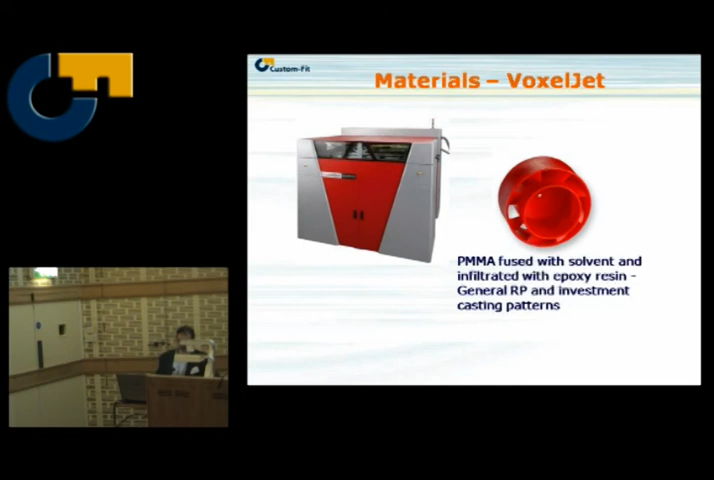 Custom-Fit
Materials – VoxelJet
PMMA fused with solvent and
infiltrated with epoxy resin -
General RP and investment
casting patterns